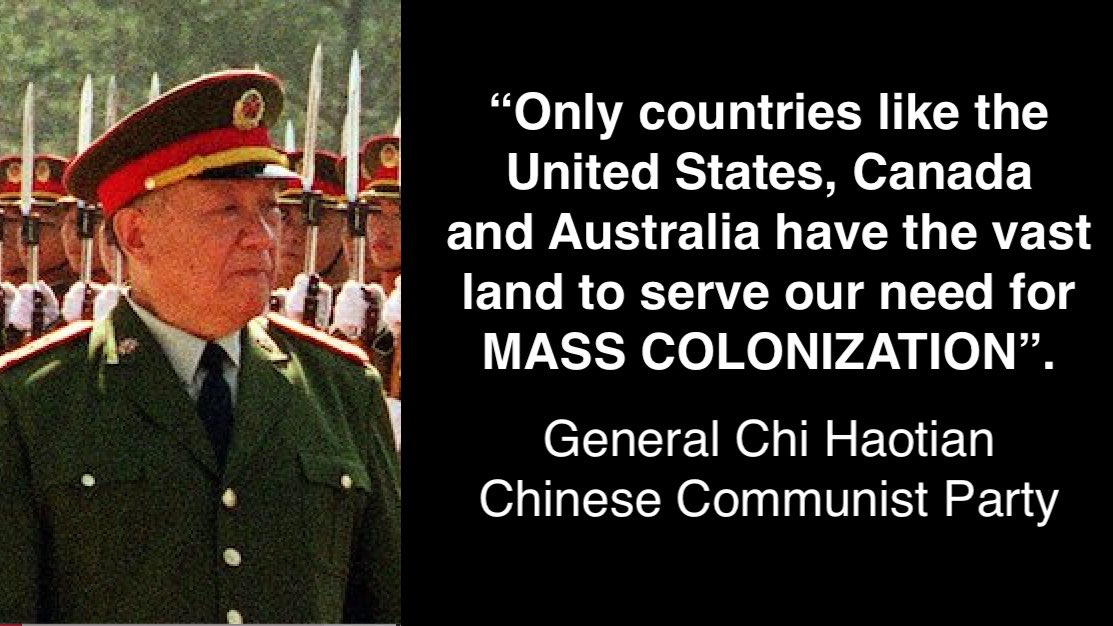 “Only countries like the
United States, Canada
and Australia have the vast
land to serve our need for
MASS COLONIZATION”.
General Chi Haotian
Chinese Communist Party